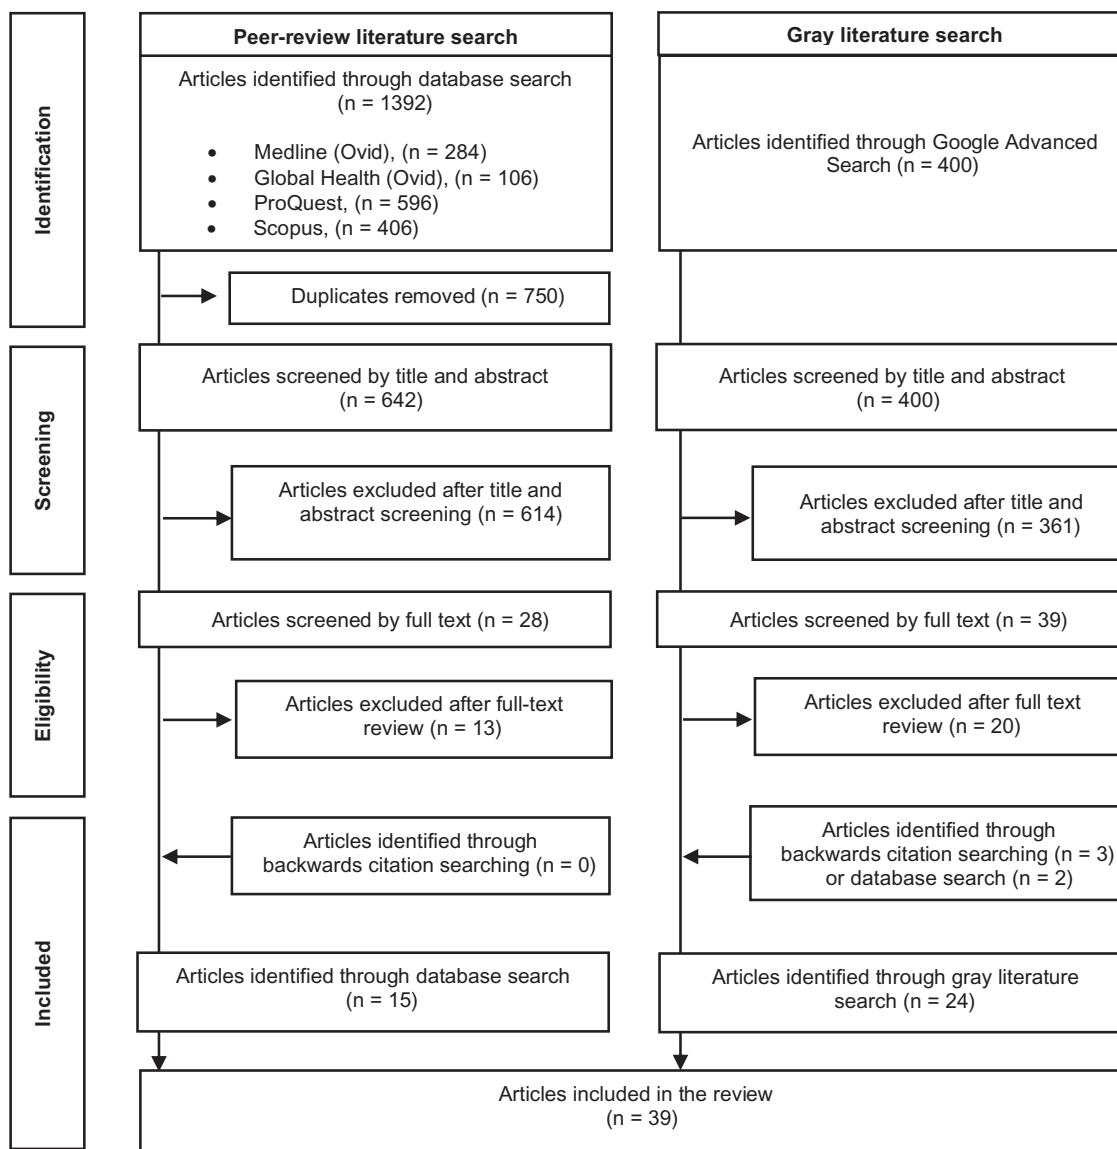 Identification
Peer-review literature search
Articles identified through database search
(n = 1392)
• Medline (Ovid), (n = 284)
• Global Health (Ovid), (n = 106)
• ProQuest, (n = 596)
• Scopus, (n = 406)
Gray literature search
Articles identified through Google Advanced
Search (n = 400)
Duplicates removed (n = 750)
Screening
Articles screened by title and abstract
(n = 642)
Articles screened by title and abstract
(n = 400)
Articles excluded after title and
abstract screening (n = 614)
Articles excluded after title and
abstract screening (n = 361)
Eligibility
Articles screened by full text (n = 28)
Articles screened by full text (n = 39)
Articles excluded after full-text
review (n = 13)
Articles excluded after full text
review (n = 20)
Included
Articles identified through
backwards citation searching (n = 0)
Articles identified through
backwards citation searching (n = 3)
or database search (n = 2)
Articles identified through database search
(n = 15)
Articles identified through gray literature
search (n = 24)
Articles included in the review
(n = 39)